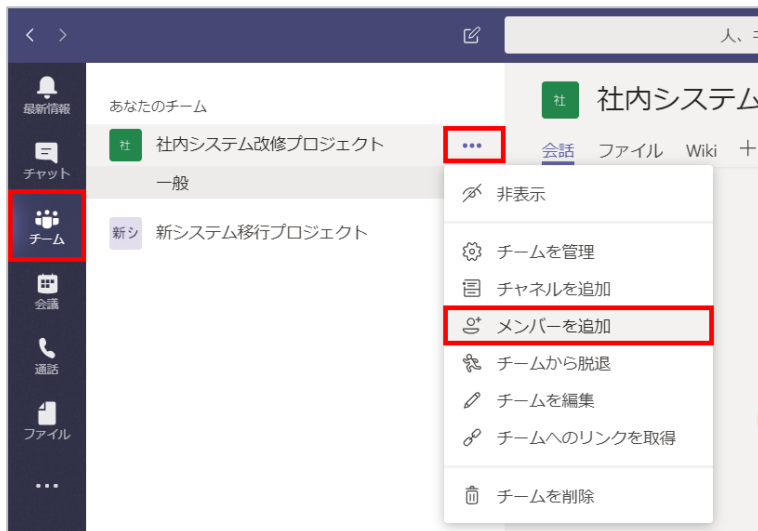 人、キ
最新情報
チャット
チーム
会議
通話
ファイル
あなたのチーム
社 社内システム改修プロジェクト
一般
新シ 新システム移行プロジェクト
社 社内システム
会話 ファイル Wiki
非表示
チームを管理
チャネルを追加
メンバーを追加
チームから脱退
チームを編集
チームへのリンクを取得
チームを削除